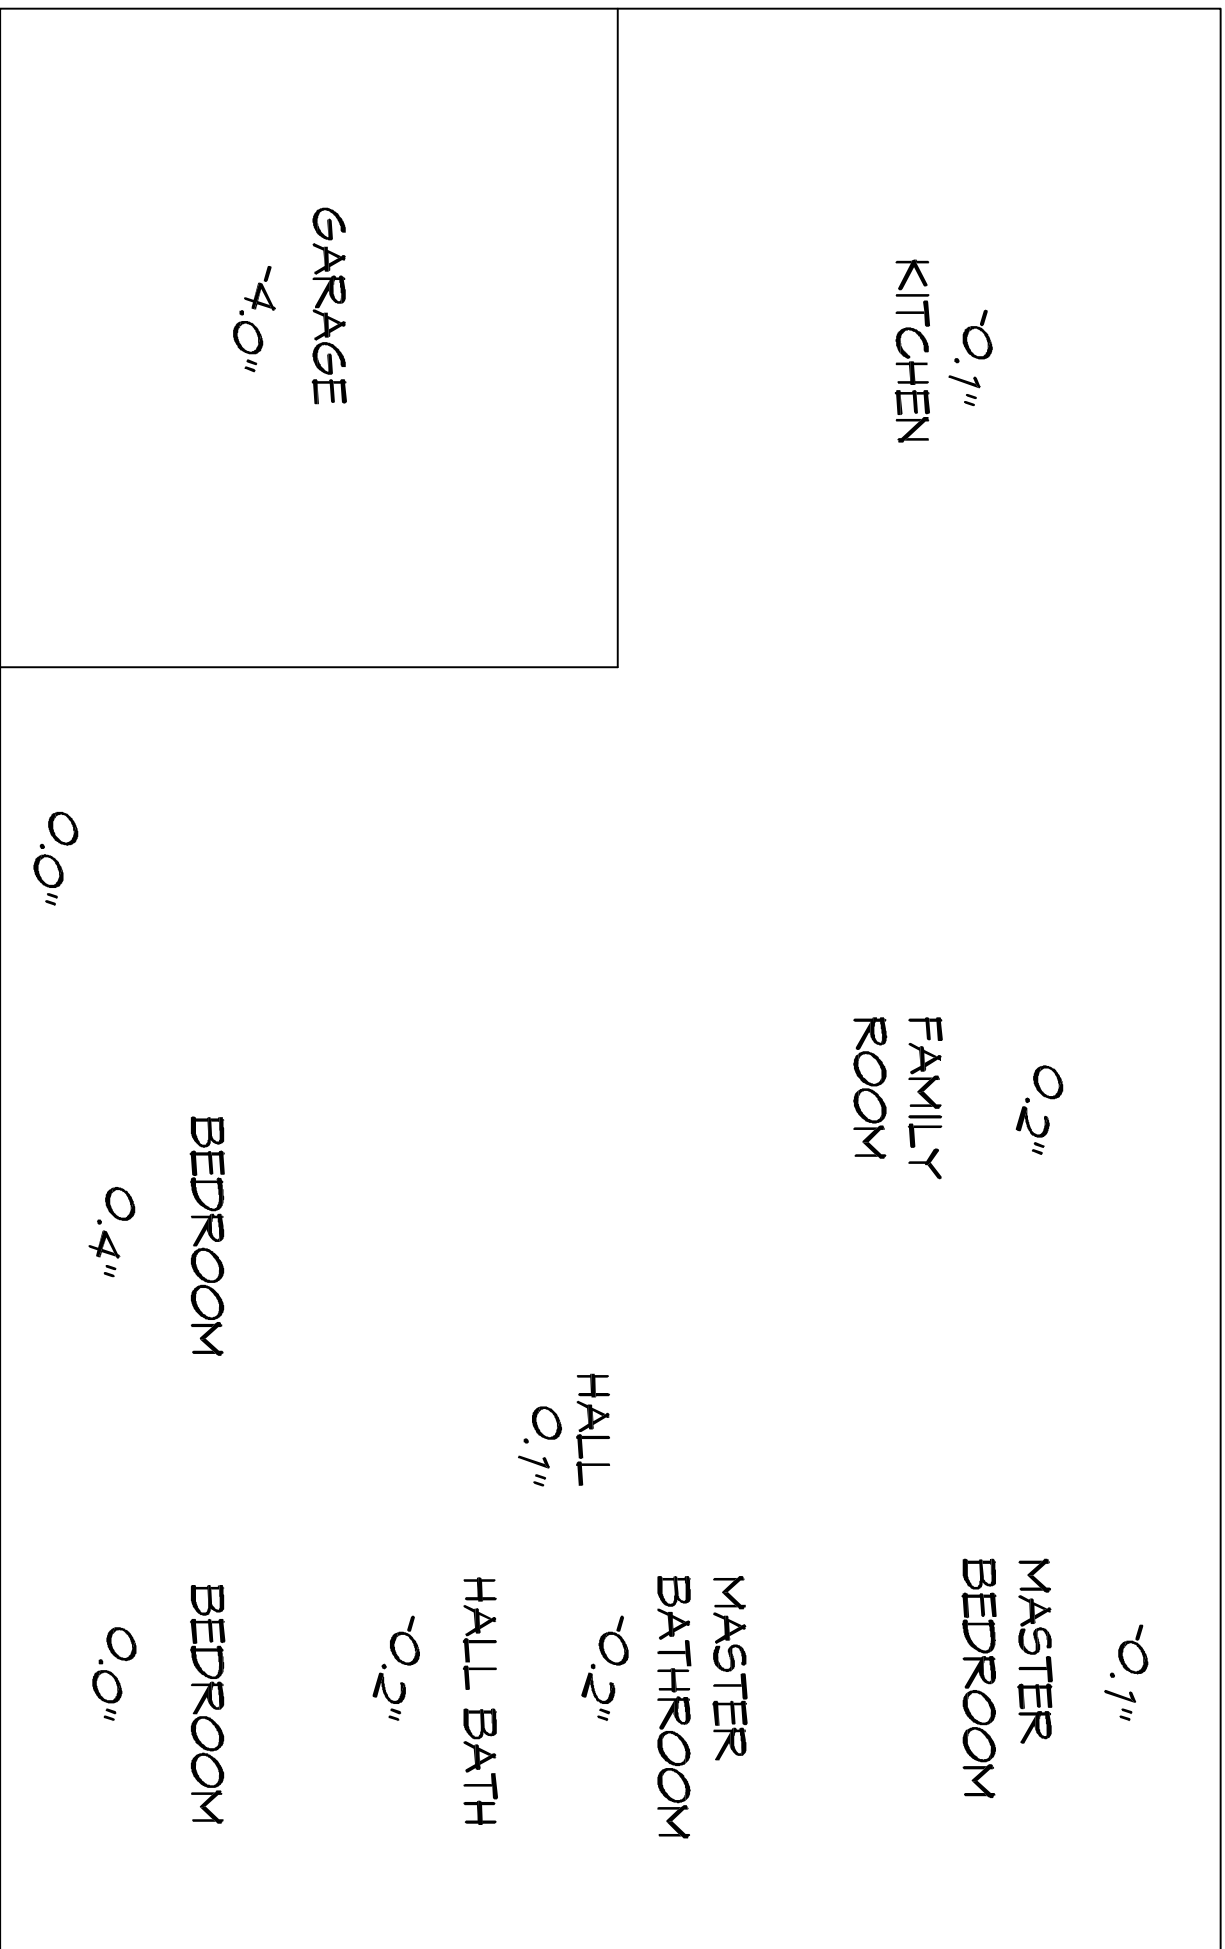 -0.1"
KITCHEN
0.2"
FAMILY
ROOM
-0.1"
MASTER
BEDROOM
MASTER
BATHROOM
-0.2"
HALL
0.1"
HALL BATH
-0.2"
GARAGE
-4.0"
BEDROOM
0.4"
BEDROOM
0.0"
0.0"